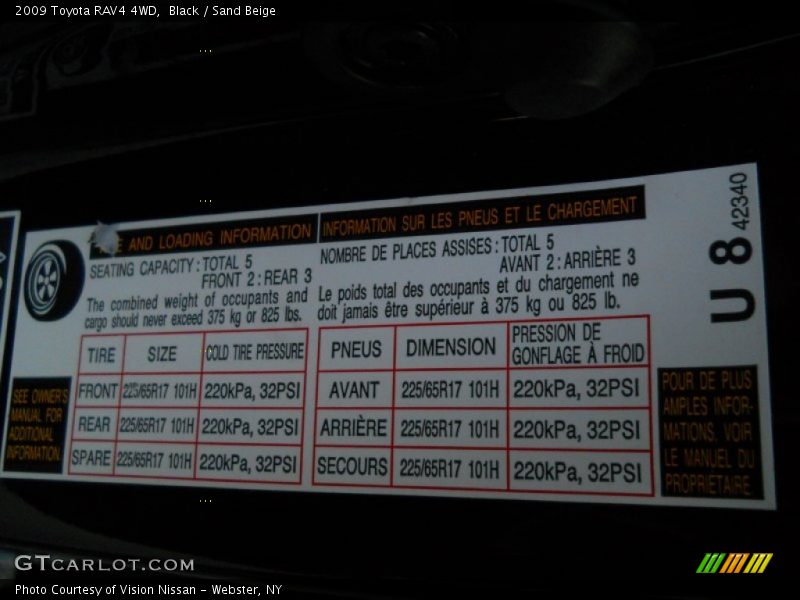 2009 Toyota RAV4 4WD,  Black / Sand Beige
AND LOADING INFORMATION
SEATING CAPACITY : TOTAL 5
FRONT 2 : REAR 3
The combined weight of occupants and
cargo should never exceed 375 kg or 825 lbs.
TIRE SIZE COLD TIRE PRESSURE
FRONT 225/65R17 101H 220kPa, 32PSI
REAR 225/65R17 101H 220kPa, 32PSI
SPARE 225/65R17 101H 220kPa, 32PSI
SEE OWNER'S
MANUAL FOR
ADDITIONAL
INFORMATION.
INFORMATION SUR LES PNEUS ET LE CHARGEMENT
NOMBRE DE PLACES ASSISES : TOTAL 5
AVANT 2 : ARRIÈRE 3
Le poids total des occupants et du chargement ne
doit jamais être supérieur à 375 kg ou 825 lb.
PNEUS DIMENSION PRESSION DE
GONFLAGE À FROID
AVANT 225/65R17 101H 220kPa, 32PSI
ARRIÈRE 225/65R17 101H 220kPa, 32PSI
SECOURS 225/65R17 101H 220kPa, 32PSI
POUR DE PLUS
AMPLES INFOR-
MATIONS, VOIR
LE MANUEL DU
PROPRIETAIRE.
U 8 42340
GTCARLOT.COM
Photo Courtesy of Vision Nissan - Webster, NY